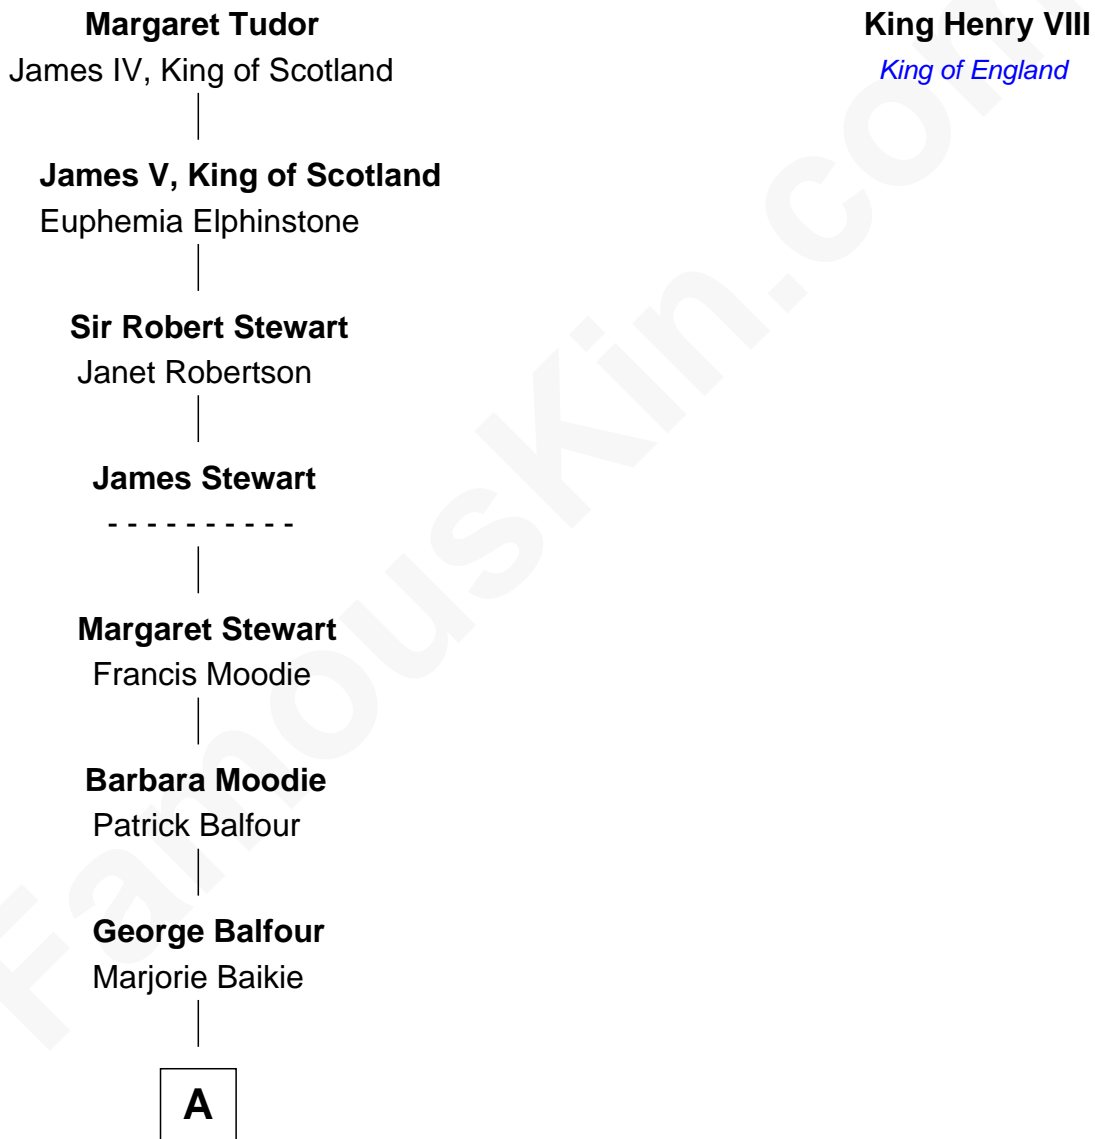 Margaret Tudor
James IV, King of Scotland
King Henry VIII
King of England
James V, King of Scotland
Euphemia Elphinstone
Sir Robert Stewart
Janet Robertson
James Stewart
- - - - - - - - - -
Margaret Stewart
Francis Moodie
Barbara Moodie
Patrick Balfour
George Balfour
Marjorie Baikie
A
FamousKin.com